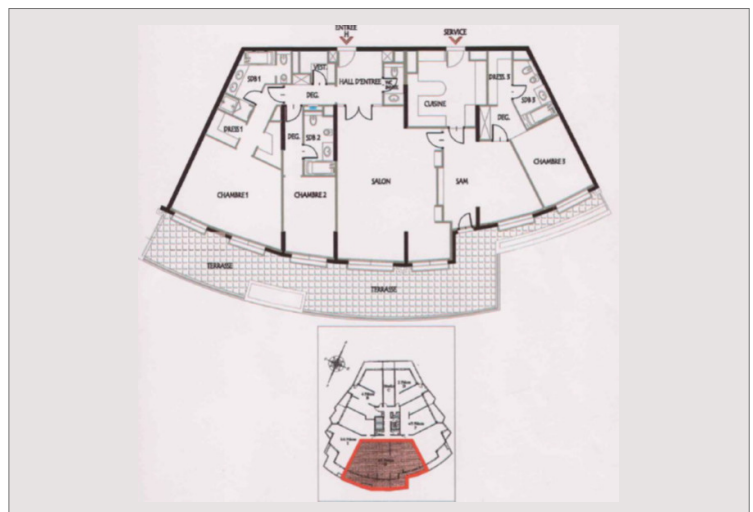 ENTREE
H
SERVICE
SDB 1
VEST.
HALL D'ENTREE
CUISINE
DRESS 3
SDB 3
DEG.
DRESS 1
DEG.
SDB 2
DEG.
CHAMBRE 1
CHAMBRE 2
SALON
SAM
CHAMBRE 3
TERRASSE
TERRASSE